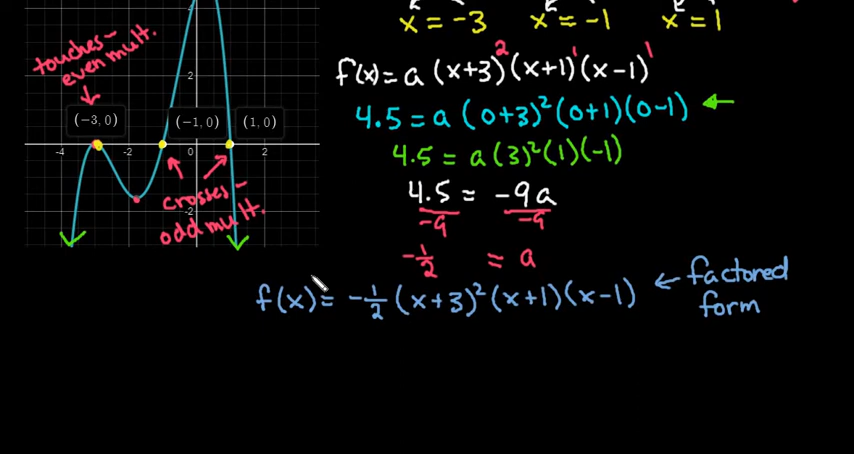 x = -3 x = -1 x = 1
touches-
even mult.
f(x) = a (x+3)² (x+1)¹ (x-1)¹
4.5 = a (0+3)² (0+1) (0-1) ←
(-3, 0) (-1, 0) (1, 0)
4.5 = a (3)² (1) (-1)
crosses-
odd mult.
4.5 = -9a
-9 -9
-1/2 = a
f(x) = -1/2 (x+3)² (x+1) (x-1) ← factored
form
2
-4 -2 0 2
-2